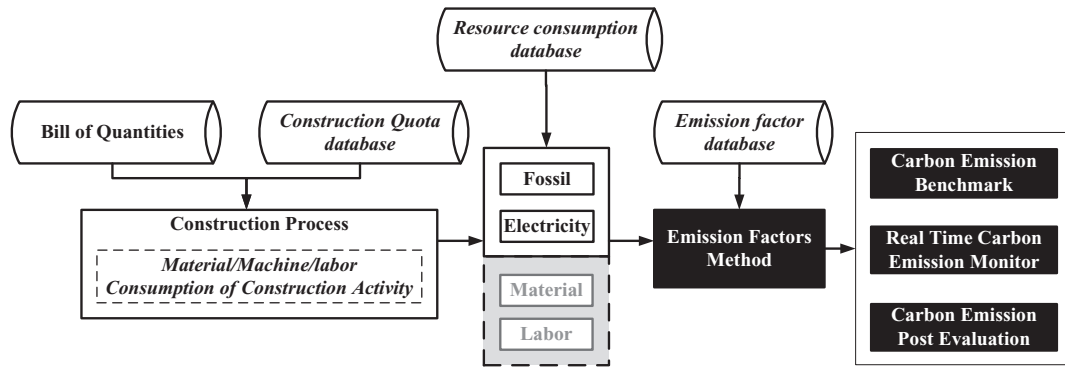 Resource consumption
database
Bill of Quantities
Construction Quota
database
Emission factor
database
Construction Process
Material/Machine/labor
Consumption of Construction Activity
Fossil
Electricity
Material
Labor
Emission Factors
Method
Carbon Emission
Benchmark
Real Time Carbon
Emission Monitor
Carbon Emission
Post Evaluation